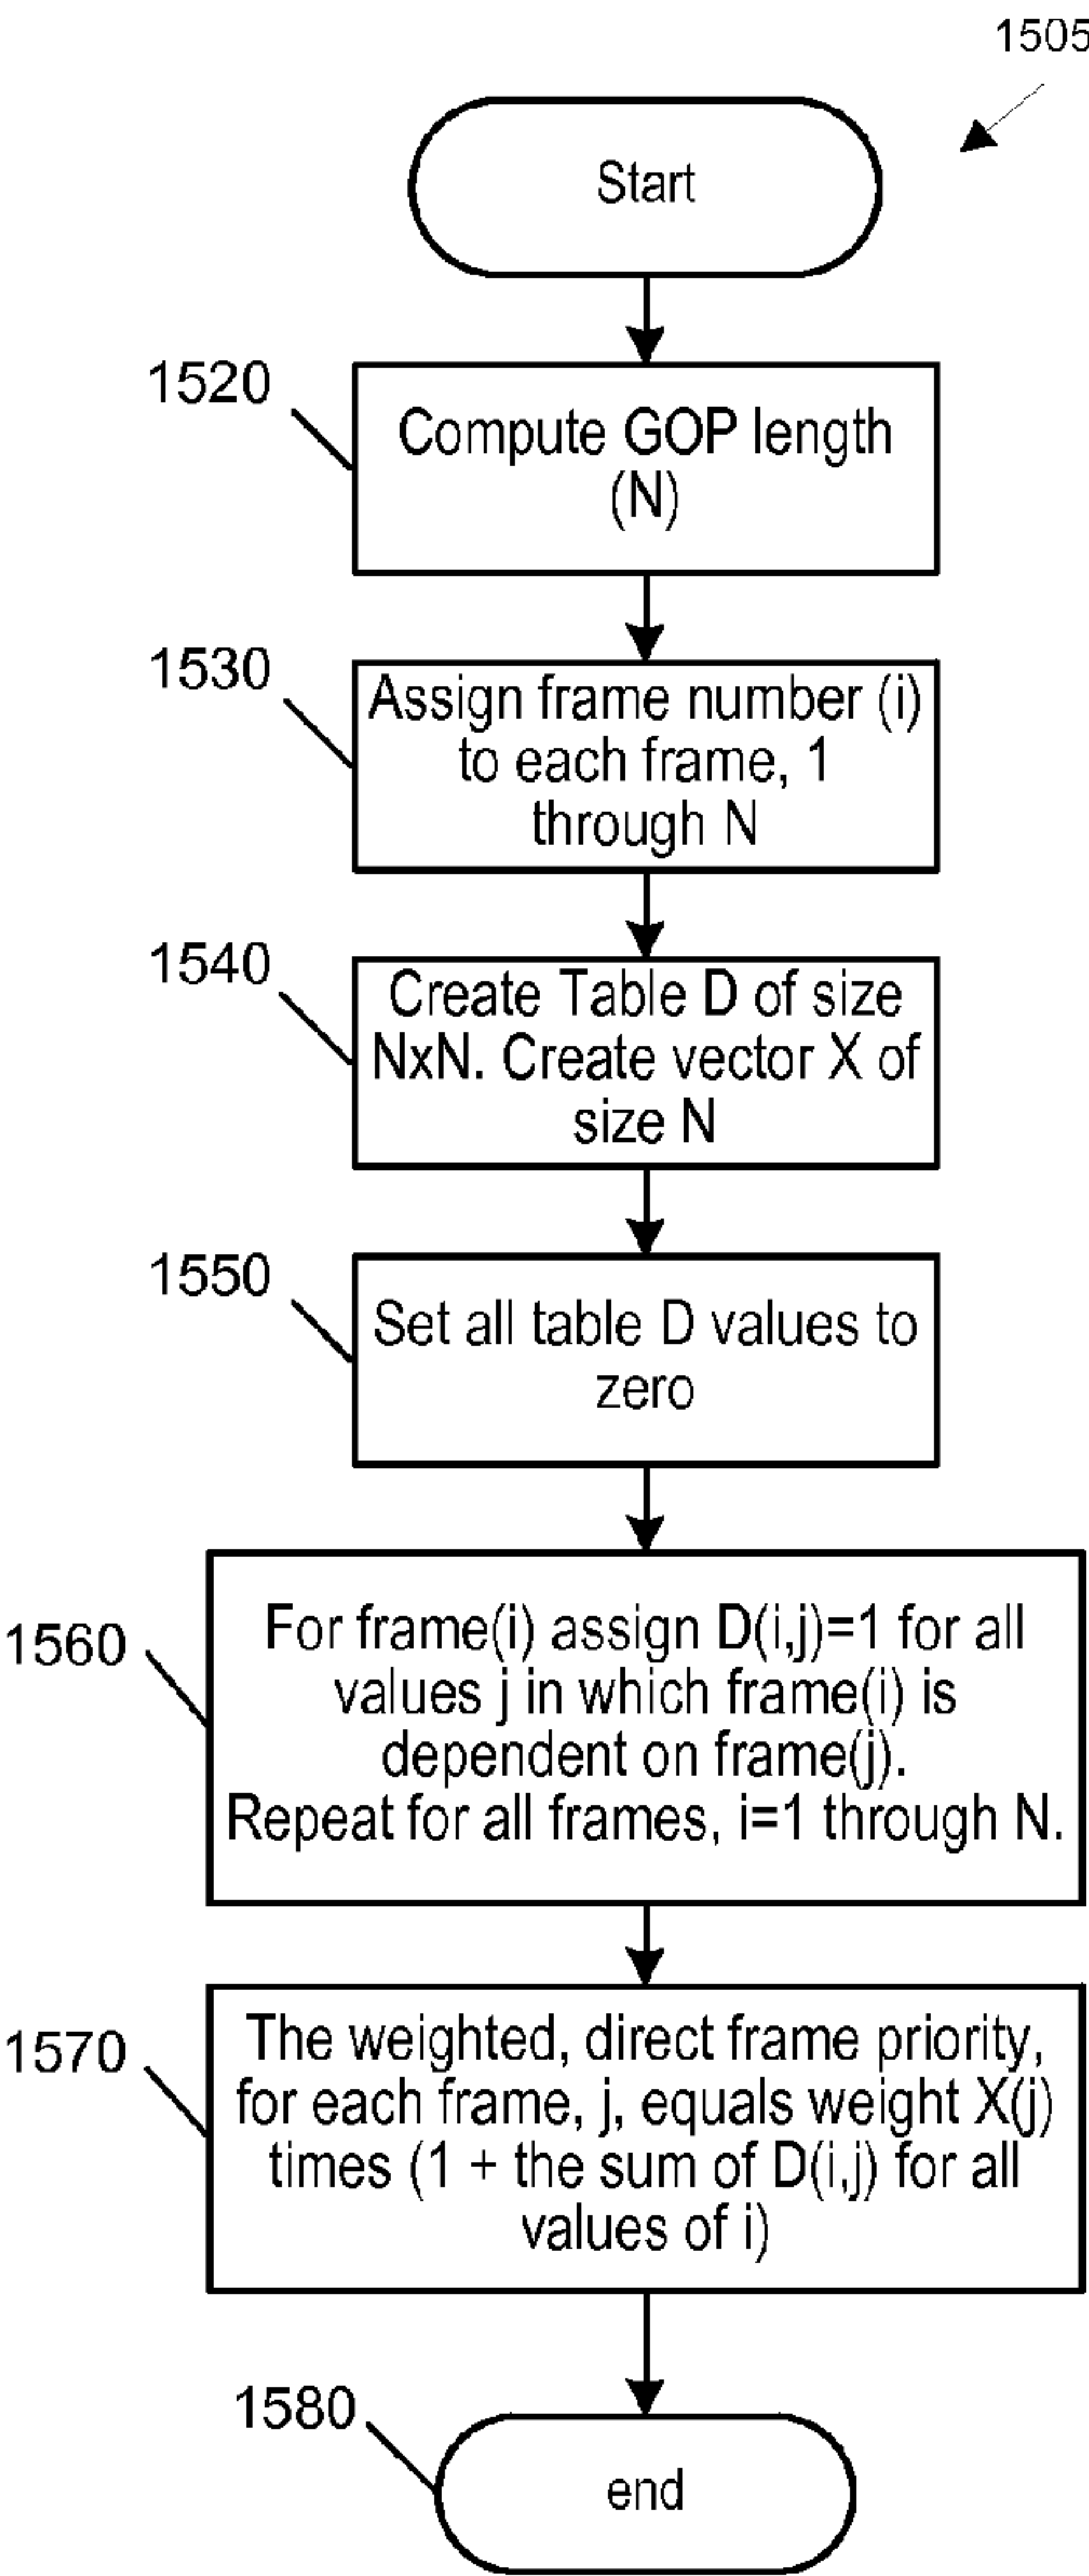 1505
Start
1520
Compute GOP length
(N)
1530
Assign frame number (i)
to each frame, 1
through N
1540
Create Table D of size
NxN. Create vector X of
size N
1550
Set all table D values to
zero
1560
For frame(i) assign D(i,j)=1 for all
values j in which frame(i) is
dependent on frame(j).
Repeat for all frames, i=1 through N.
1570
The weighted, direct frame priority,
for each frame, j, equals weight X(j)
times (1 + the sum of D(i,j) for all
values of i)
1580
end